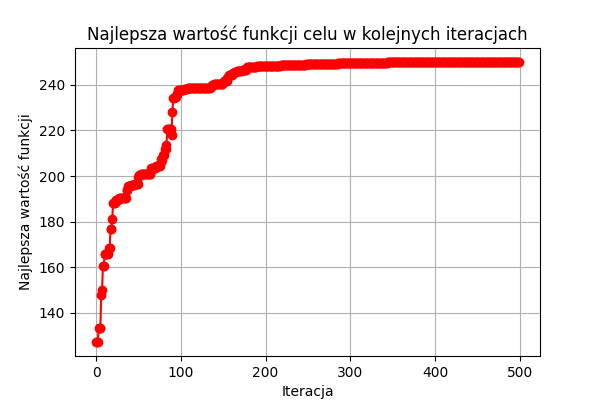 Najlepsza wartość funkcji celu w kolejnych iteracjach
Najlepsza wartość funkcji
240
220
200
180
160
140
0 100 200 300 400 500
Iteracja